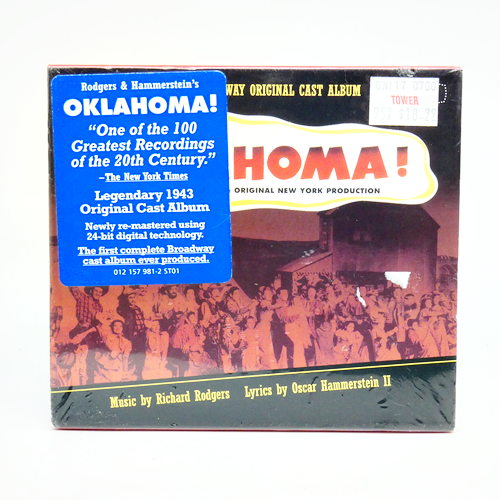 Rodgers & Hammerstein's
OKLAHOMA!
"One of the 100
Greatest Recordings
of the 20th Century."
—The New York Times
Legendary 1943
Original Cast Album
Newly re-mastered using
24-bit digital technology.
The first complete Broadway
cast album ever produced.
012 157 981-2 ST01
WAY ORIGINAL CAST ALBUM
TOWER
HOMA!
ORIGINAL NEW YORK PRODUCTION
Music by Richard Rodgers Lyrics by Oscar Hammerstein II